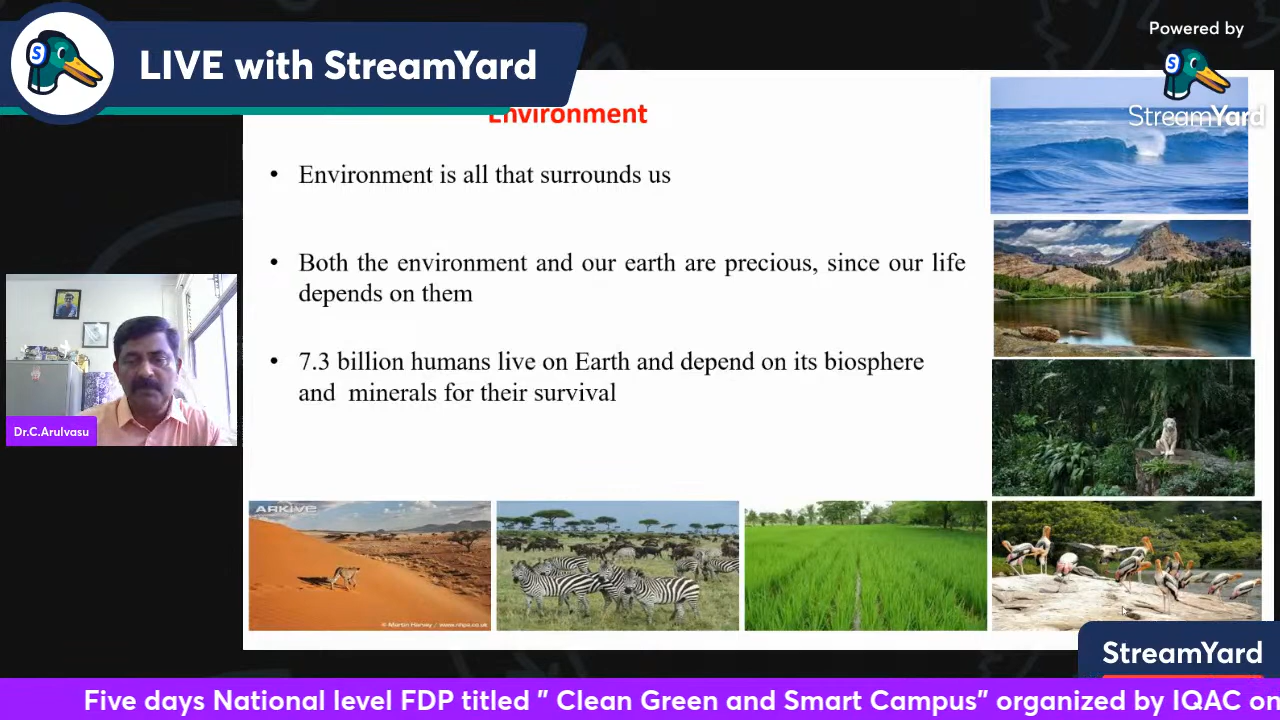 LIVE with StreamYard
Powered by
StreamYard
Environment
• Environment is all that surrounds us
• Both the environment and our earth are precious, since our life
depends on them
• 7.3 billion humans live on Earth and depend on its biosphere
and minerals for their survival
Dr.C.Arulvasu
ARKIVE
© Martin Harvey / www.nhpa.co.uk
StreamYard
Five days National level FDP titled " Clean Green and Smart Campus" organized by IQAC on